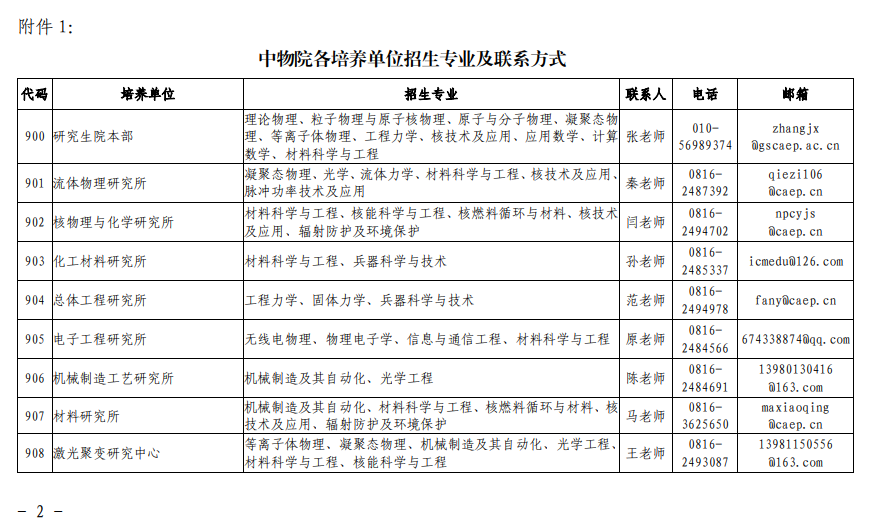 附件 1：
中物院各培养单位招生专业及联系方式
代码 培养单位 招生专业 联系人 电话 邮箱
900 研究生院本部 理论物理、粒子物理与原子核物理、原子与分子物理、凝聚态物
理、等离子体物理、工程力学、核技术及应用、应用数学、计算
数学、材料科学与工程 张老师 010-
56989374 zhangjx
@gscaep.ac.cn
901 流体物理研究所 凝聚态物理、光学、流体力学、材料科学与工程、核技术及应用、
脉冲功率技术及应用 秦老师 0816-
2487392 qiezi106
@caep.cn
902 核物理与化学研究所 材料科学与工程、核能科学与工程、核燃料循环与材料、核技术
及应用、辐射防护及环境保护 闫老师 0816-
2494702 npcyjs
@caep.cn
903 化工材料研究所 材料科学与工程、兵器科学与技术 孙老师 0816-
2485337 icmedu@126.com
904 总体工程研究所 工程力学、固体力学、兵器科学与技术 范老师 0816-
2494978 fany@caep.cn
905 电子工程研究所 无线电物理、物理电子学、信息与通信工程、材料科学与工程 原老师 0816-
2484566 674338874@qq.com
906 机械制造工艺研究所 机械制造及其自动化、光学工程 陈老师 0816-
2484691 13980130416
@163.com
907 材料研究所 机械制造及其自动化、材料科学与工程、核燃料循环与材料、核
技术及应用、辐射防护及环境保护 马老师 0816-
3625650 maxiaoqing
@caep.cn
908 激光聚变研究中心 等离子体物理、凝聚态物理、机械制造及其自动化、光学工程、
材料科学与工程、核能科学与工程 王老师 0816-
2493087 13981150556
@163.com
- 2 -